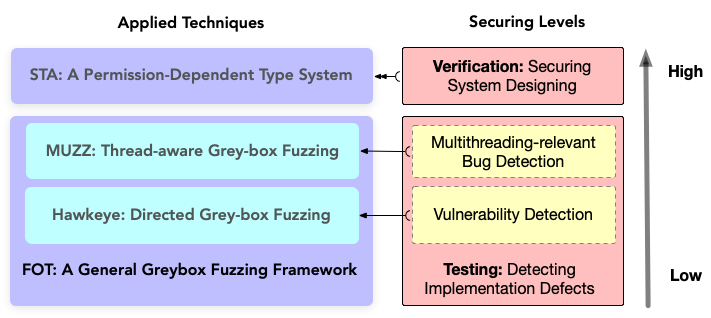 Applied Techniques
Securing Levels
STA: A Permission-Dependent Type System
Verification: Securing
System Designing
High
MUZZ: Thread-aware Grey-box Fuzzing
Multithreading-relevant
Bug Detection
Hawkeye: Directed Grey-box Fuzzing
Vulnerability Detection
FOT: A General Greybox Fuzzing Framework
Testing: Detecting
Implementation Defects
Low